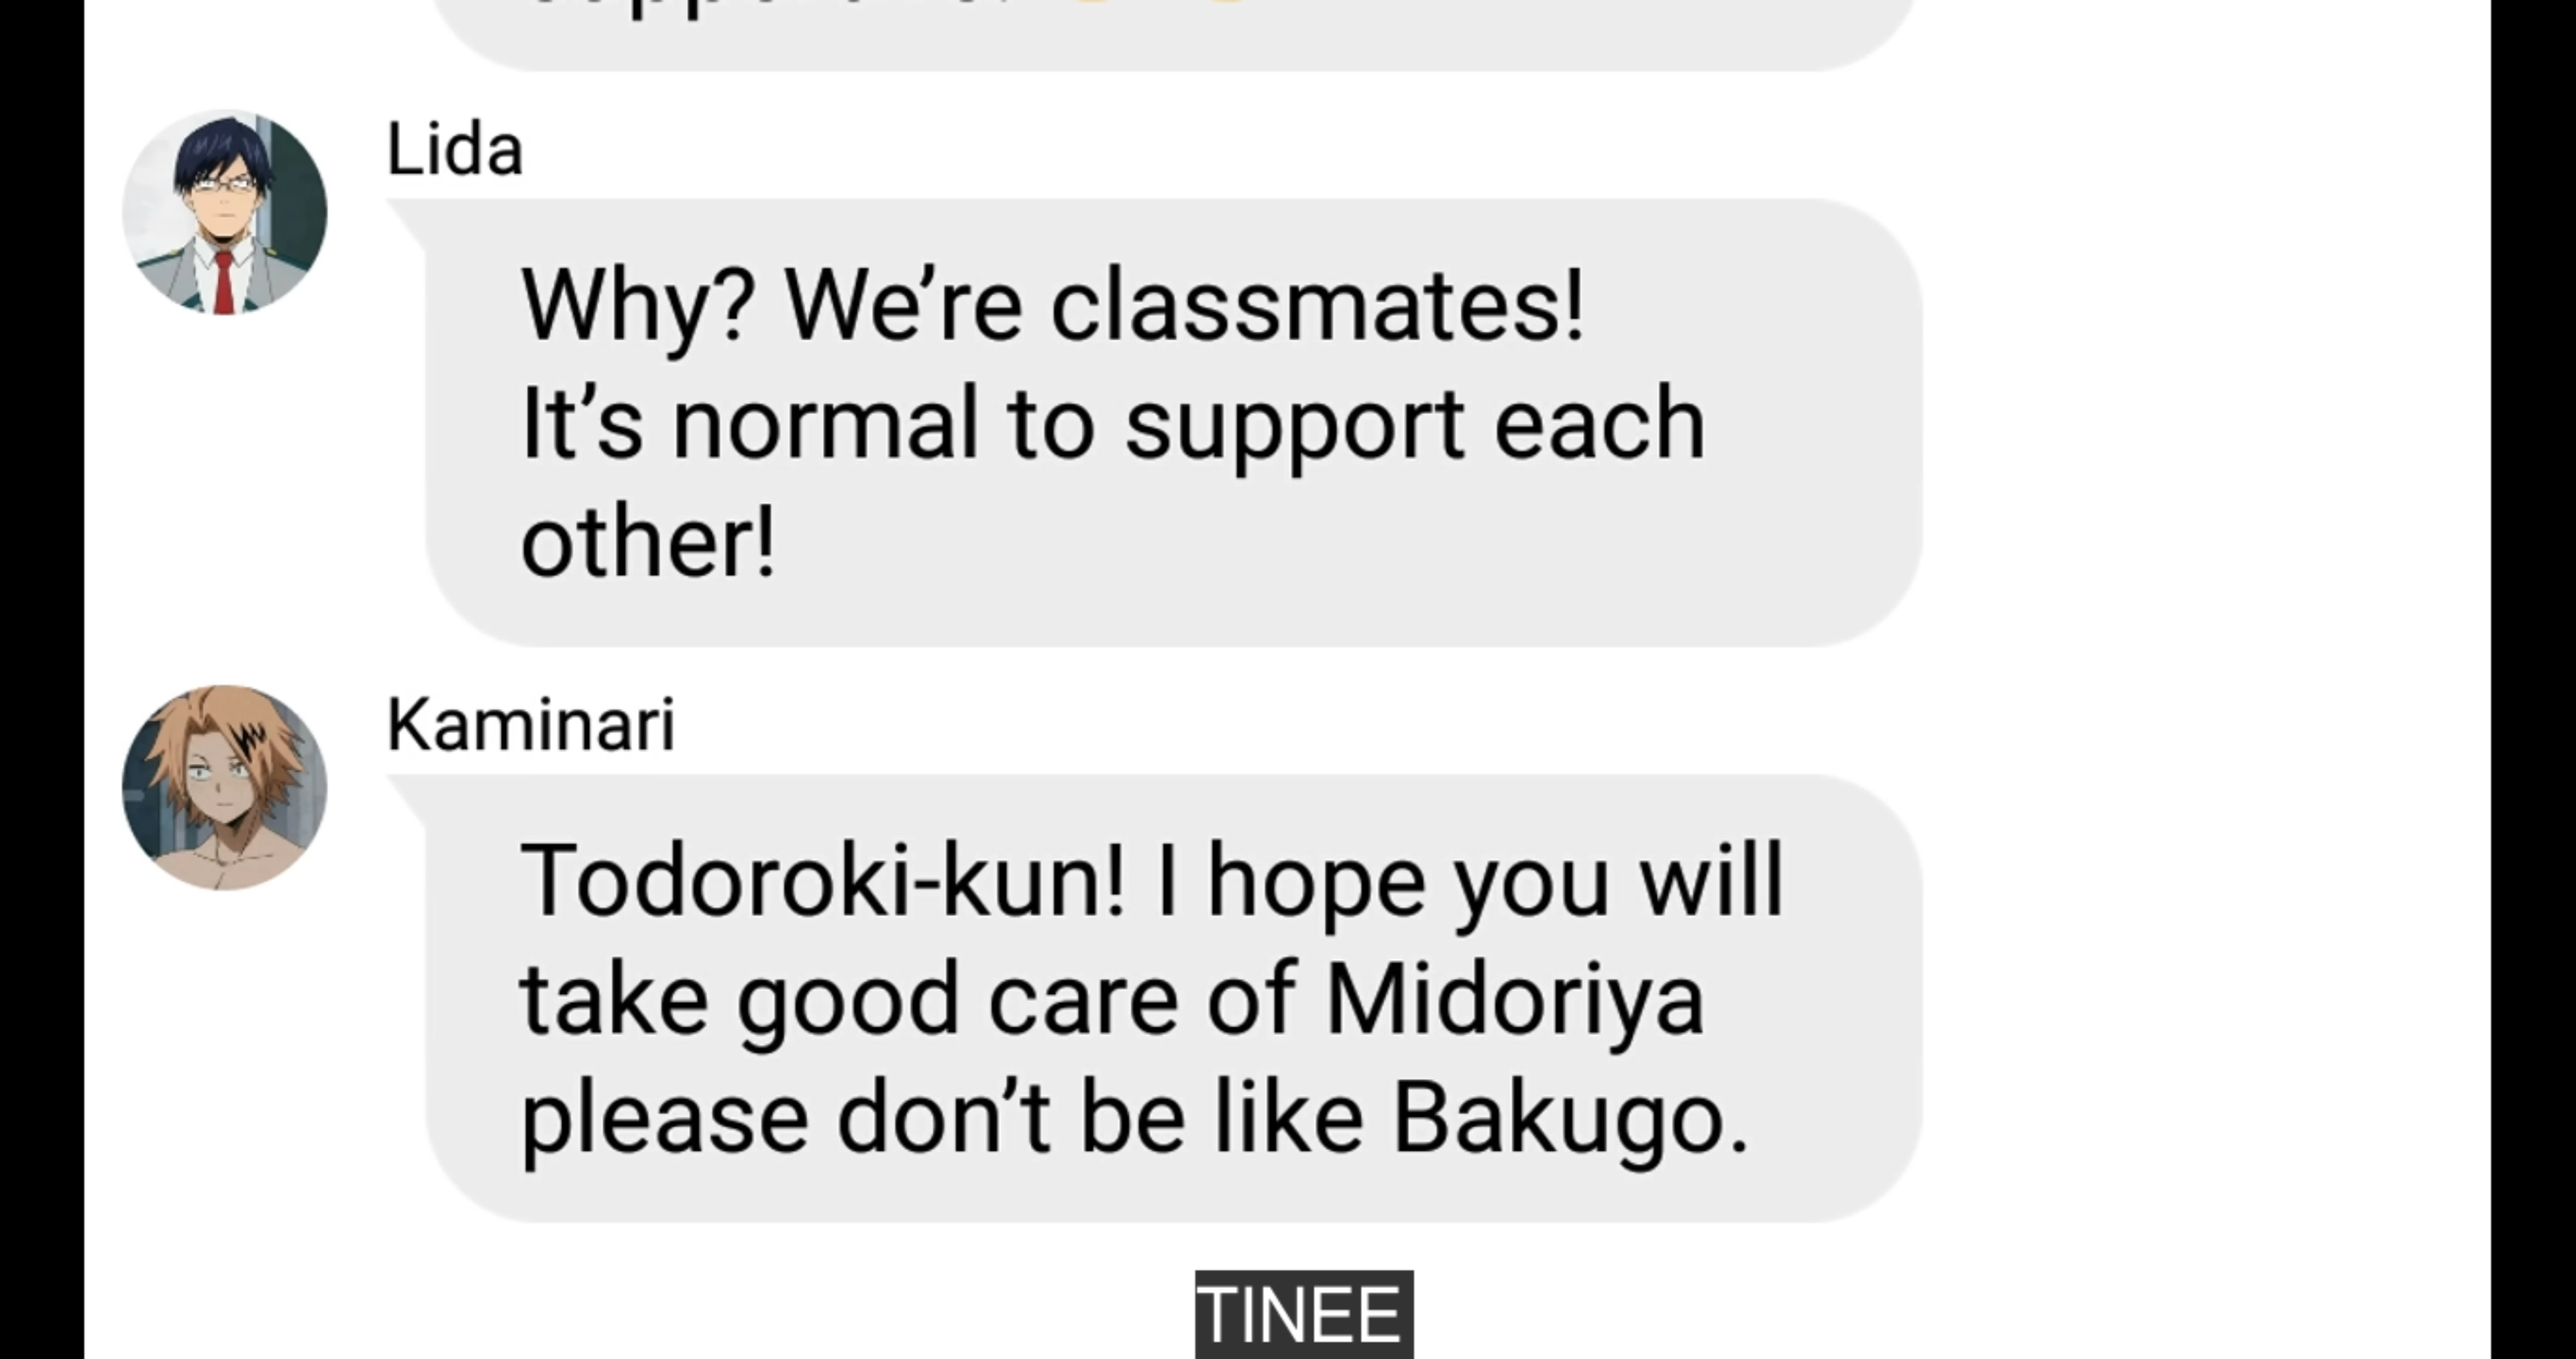 Lida
Why? We’re classmates!
It’s normal to support each
other!
Kaminari
Todoroki-kun! I hope you will
take good care of Midoriya
please don’t be like Bakugo.
TINEE